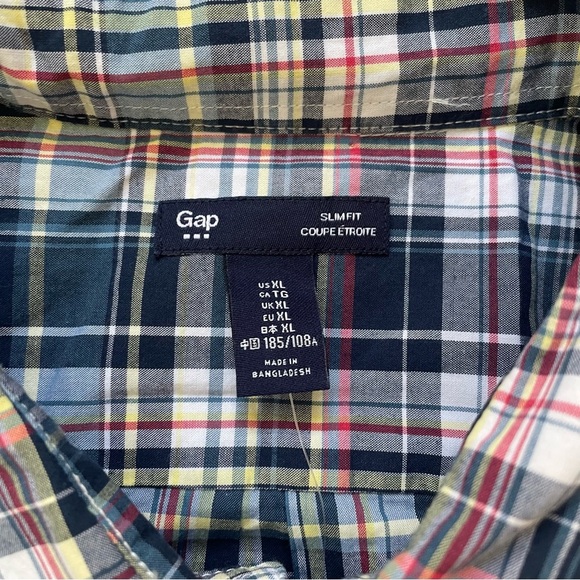 Gap
SLIM FIT
COUPE ÉTROITE
US XL
CA TG
UK XL
EU XL
日本 XL
中国 185/108A
MADE IN
BANGLADESH